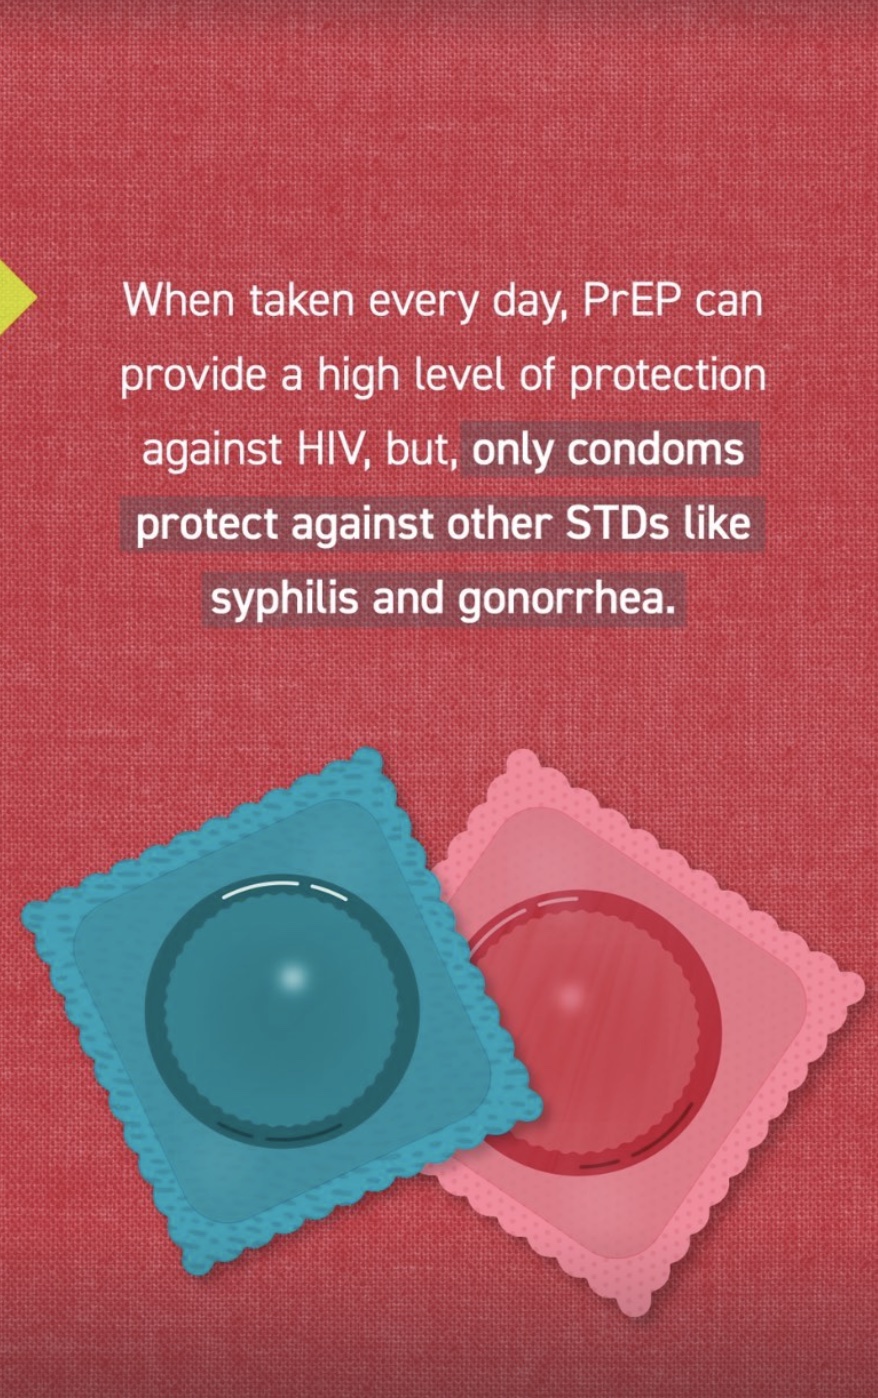 When taken every day, PrEP can
provide a high level of protection
against HIV, but, only condoms
protect against other STDs like
syphilis and gonorrhea.